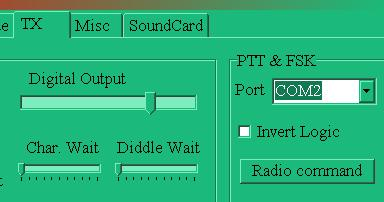 TX Misc SoundCard
Digital Output
Char. Wait Diddle Wait
PTT & FSK
Port COM2
Invert Logic
Radio command